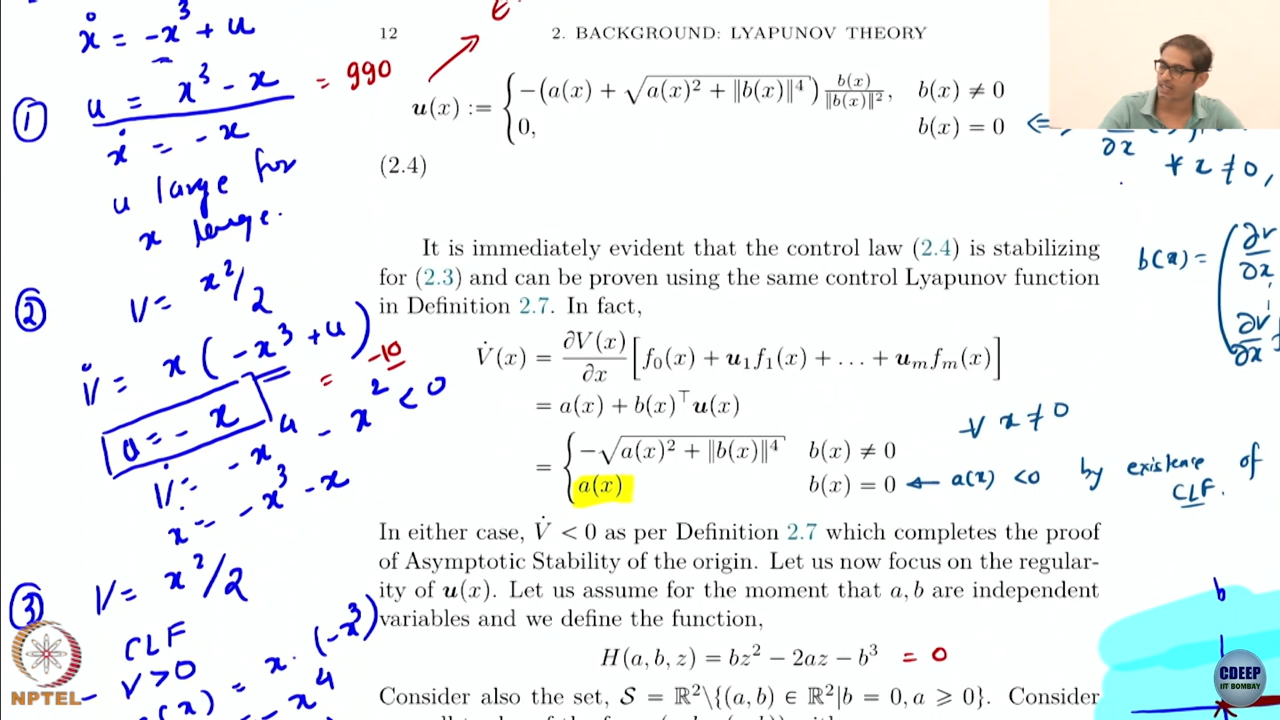 ẋ = -x³ + u
① u = x³ - x = 990
ẋ = -x
u large for
x large.
② V = x²/2
V̇ = x(-x³ + u)
= -10
u = -x
V̇ = -x⁴ - x² < 0
ẋ = -x³ - x
③ V = x²/2
CLF
V > 0
= x·(-x³)
= -x⁴
NPTEL
12 2. BACKGROUND: LYAPUNOV THEORY
u(x) := { -(a(x) + √(a(x)² + ‖b(x)‖⁴)) b(x)/‖b(x)‖², b(x) ≠ 0
0, b(x) = 0
(2.4)
It is immediately evident that the control law (2.4) is stabilizing
for (2.3) and can be proven using the same control Lyapunov function
in Definition 2.7. In fact,
V̇(x) = ∂V(x)/∂x [f₀(x) + u₁f₁(x) + … + uₘfₘ(x)]
= a(x) + b(x)ᵀu(x)
= { -√(a(x)² + ‖b(x)‖⁴) b(x) ≠ 0
a(x) b(x) = 0
∀ x ≠ 0
← a(x) < 0 by existence of
CLF.
In either case, V̇ < 0 as per Definition 2.7 which completes the proof
of Asymptotic Stability of the origin. Let us now focus on the regular-
ity of u(x). Let us assume for the moment that a, b are independent
variables and we define the function,
H(a, b, z) = bz² − 2az − b³ = 0
Consider also the set, S = ℝ²\{(a, b) ∈ ℝ²|b = 0, a ⩾ 0}. Consider
∂x
∀ x ≠ 0,
b(x) = ( ∂V/∂x
∂V/∂x
b
CDEEP
IIT BOMBAY